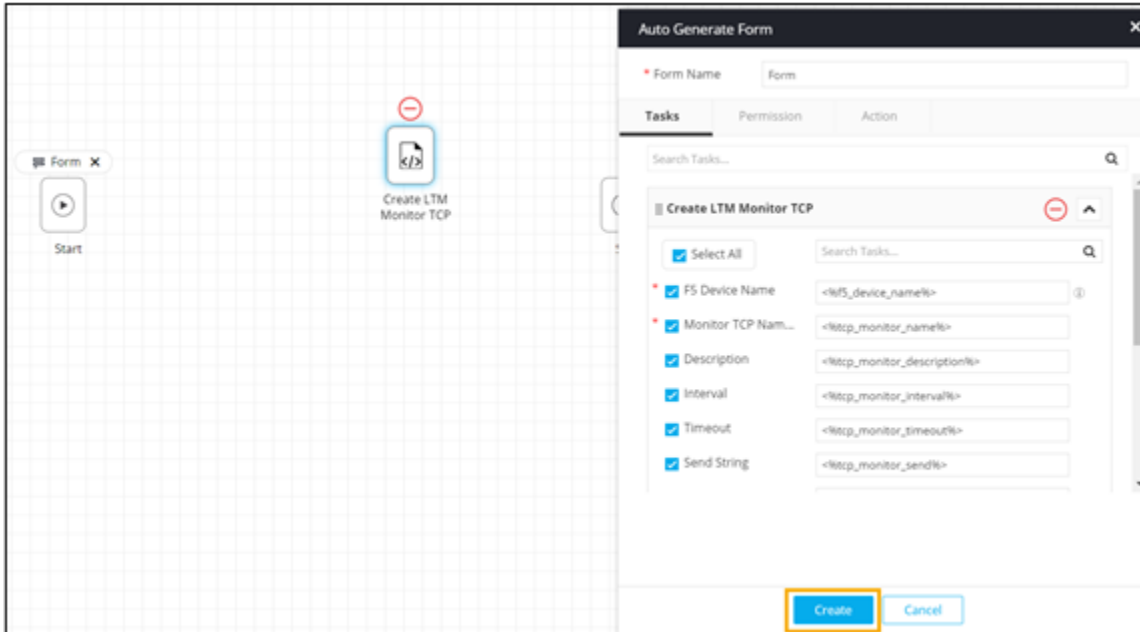 Auto Generate Form
* Form Name
Form
Tasks
Permission
Action
Search Tasks...
Form
Create LTM
Monitor TCP
Start
Create LTM Monitor TCP
Select All
Search Tasks...
* F5 Device Name
<%f5_device_name%>
* Monitor TCP Nam...
<%tcp_monitor_name%>
Description
<%tcp_monitor_description%>
Interval
<%tcp_monitor_interval%>
Timeout
<%tcp_monitor_timeout%>
Send String
<%tcp_monitor_send%>
Create
Cancel